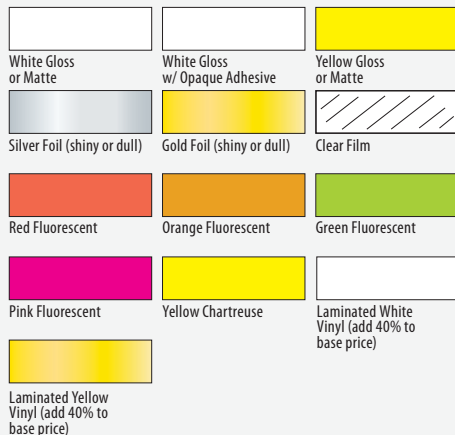 White Gloss
or Matte
White Gloss
w/ Opaque Adhesive
Yellow Gloss
or Matte
Silver Foil (shiny or dull)
Gold Foil (shiny or dull)
Clear Film
Red Fluorescent
Orange Fluorescent
Green Fluorescent
Pink Fluorescent
Yellow Chartreuse
Laminated White
Vinyl (add 40% to
base price)
Laminated Yellow
Vinyl (add 40% to
base price)